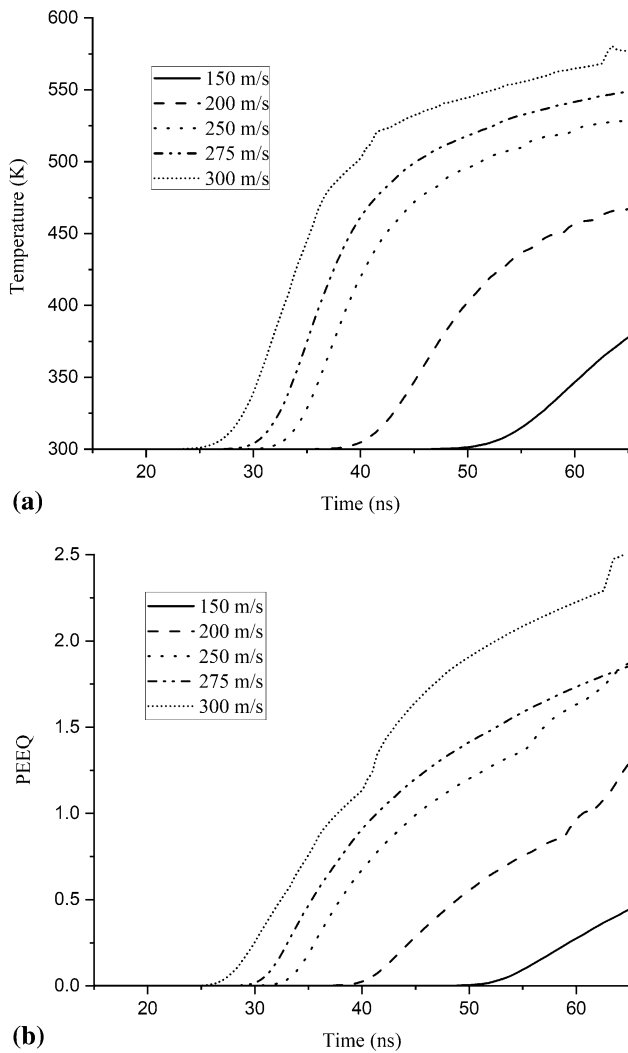 600
550
500
450
400
350
300
Temperature (K)
150 m/s
200 m/s
250 m/s
275 m/s
300 m/s
20 30 40 50 60
Time (ns)
(a)
2.5
2.0
1.5
1.0
0.5
0.0
PEEQ
150 m/s
200 m/s
250 m/s
275 m/s
300 m/s
20 30 40 50 60
Time (ns)
(b)